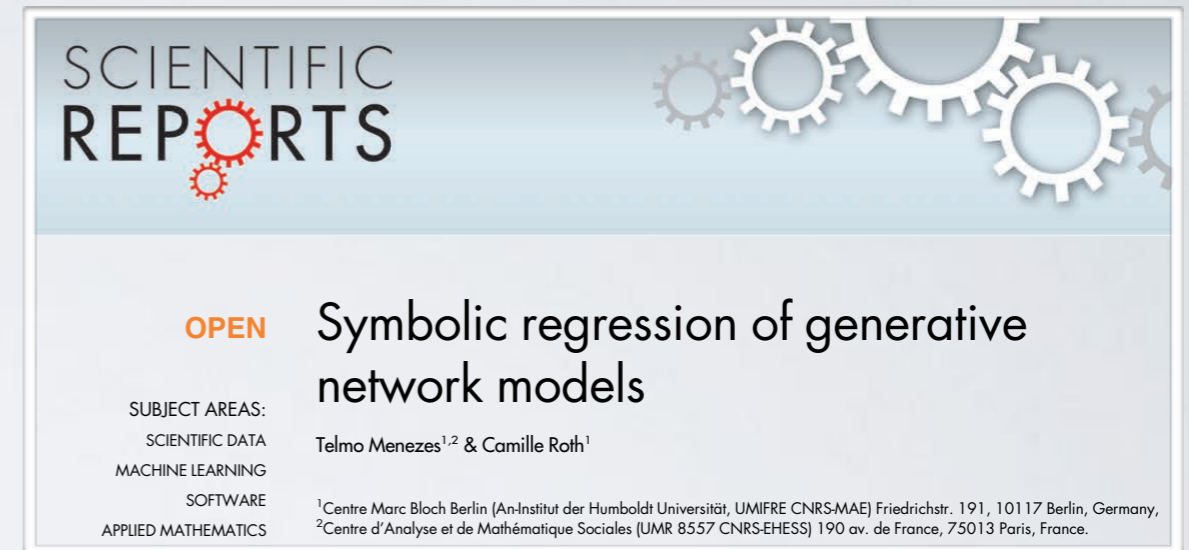 SCIENTIFIC
REPORTS
OPEN
Symbolic regression of generative
network models
SUBJECT AREAS:
SCIENTIFIC DATA
MACHINE LEARNING
SOFTWARE
APPLIED MATHEMATICS
Telmo Menezes1,2 & Camille Roth1
1Centre Marc Bloch Berlin (An-Institut der Humboldt Universität, UMIFRE CNRS-MAE) Friedrichstr. 191, 10117 Berlin, Germany,
2Centre d'Analyse et de Mathématique Sociales (UMR 8557 CNRS-EHESS) 190 av. de France, 75013 Paris, France.